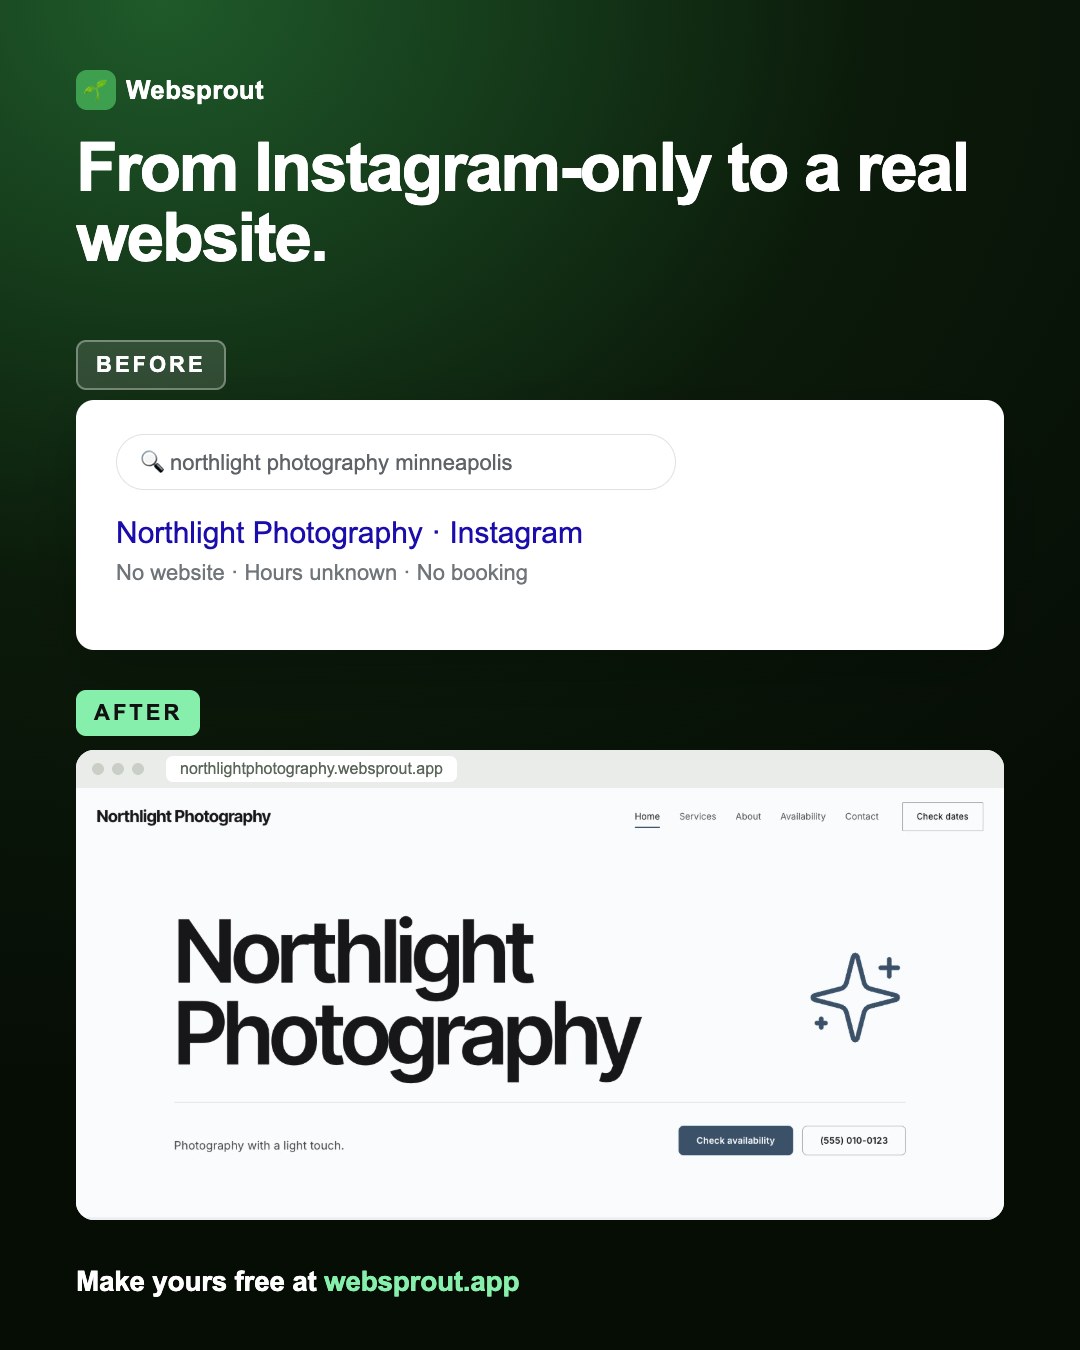 Websprout
From Instagram-only to a real
website.
BEFORE
northlight photography minneapolis
Northlight Photography · Instagram
No website · Hours unknown · No booking
AFTER
northlightphotography.websprout.app
Northlight Photography
Home Services About Availability Contact Check dates
Northlight
Photography
Photography with a light touch.
Check availability (555) 010-0123
Make yours free at websprout.app